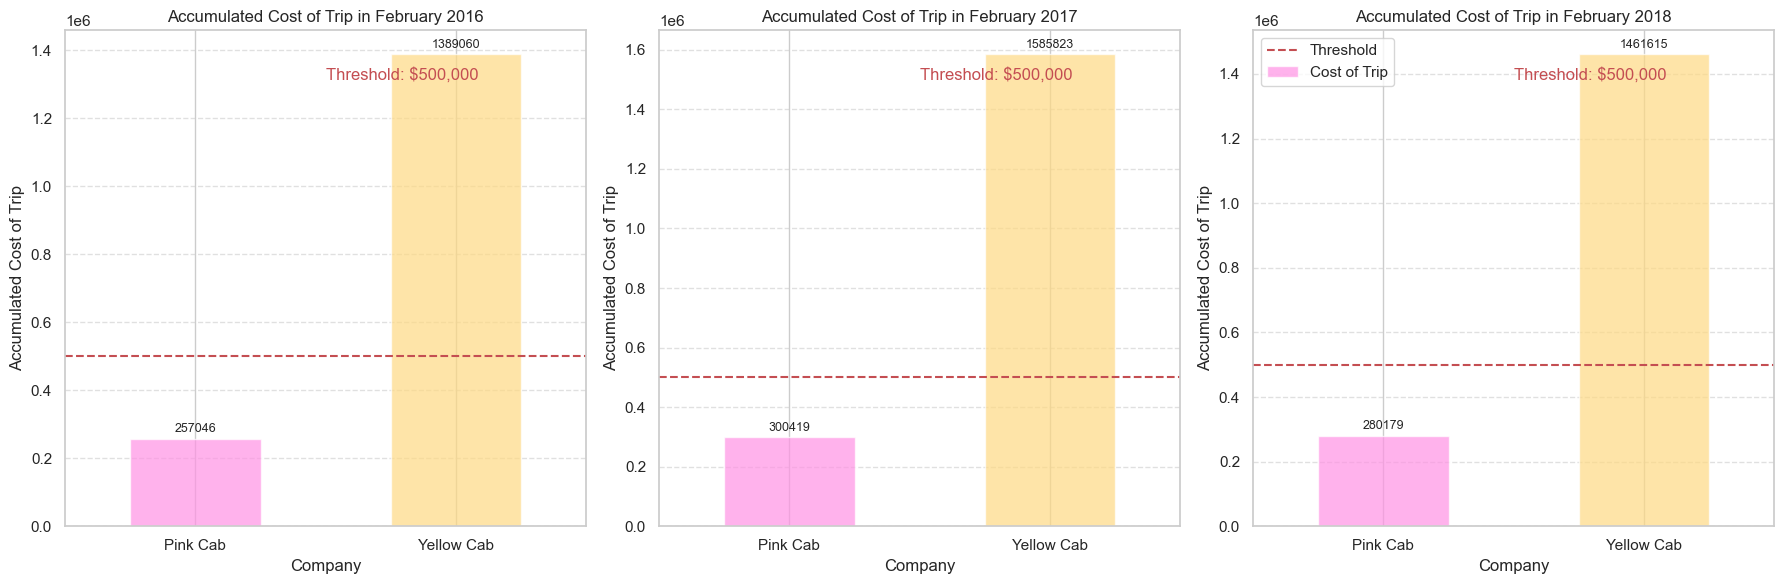 Accumulated Cost of Trip in February 2016
1e6
1.4
1.2
1.0
0.8
0.6
0.4
0.2
0.0
Accumulated Cost of Trip
1389060
Threshold: $500,000
257046
Pink Cab
Yellow Cab
Company
Accumulated Cost of Trip in February 2017
1e6
1.6
1.4
1.2
1.0
0.8
0.6
0.4
0.2
0.0
Accumulated Cost of Trip
1585823
Threshold: $500,000
300419
Pink Cab
Yellow Cab
Company
Accumulated Cost of Trip in February 2018
1e6
1.4
1.2
1.0
0.8
0.6
0.4
0.2
0.0
Accumulated Cost of Trip
Threshold
Cost of Trip
1461615
Threshold: $500,000
280179
Pink Cab
Yellow Cab
Company